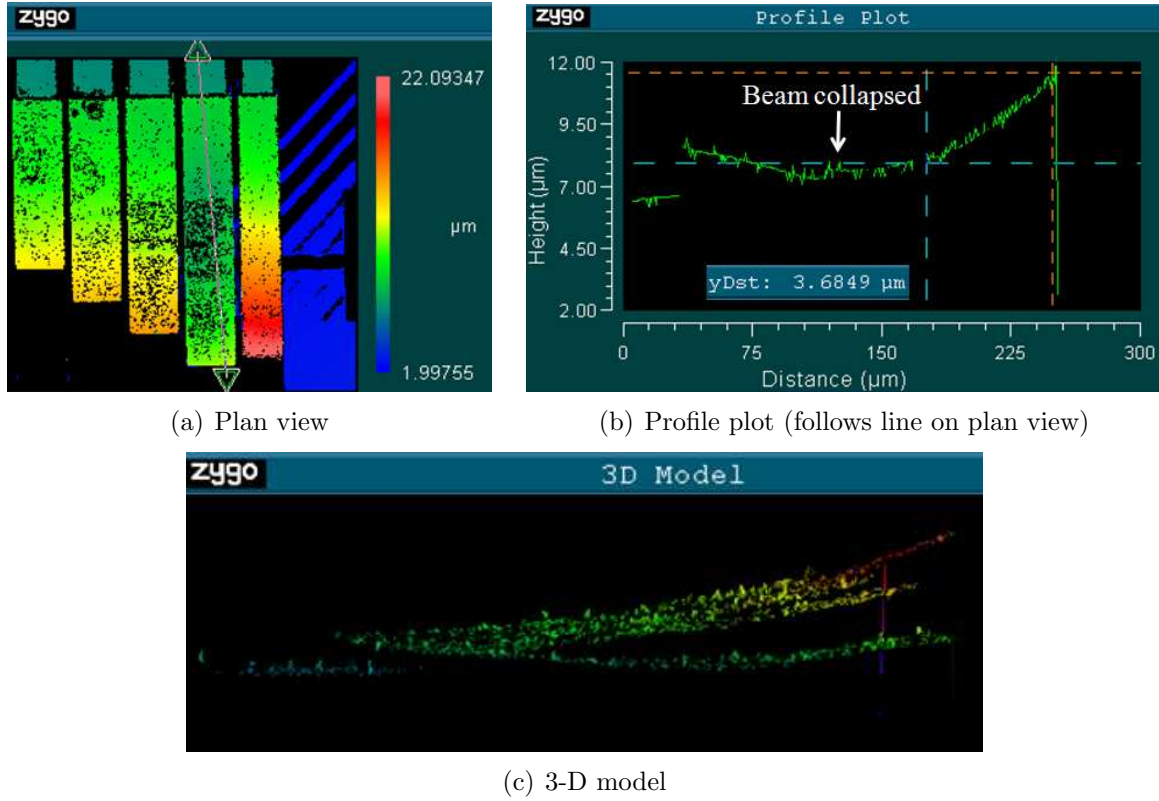 zygo
22.09347
μm
1.99755
(a) Plan view
zygo
Profile Plot
12.00
9.50
7.00
4.50
2.00
Height (μm)
Beam collapsed
yDst: 3.6849 μm
0 75 150 225 300
Distance (μm)
(b) Profile plot (follows line on plan view)
zygo
3D Model
(c) 3-D model